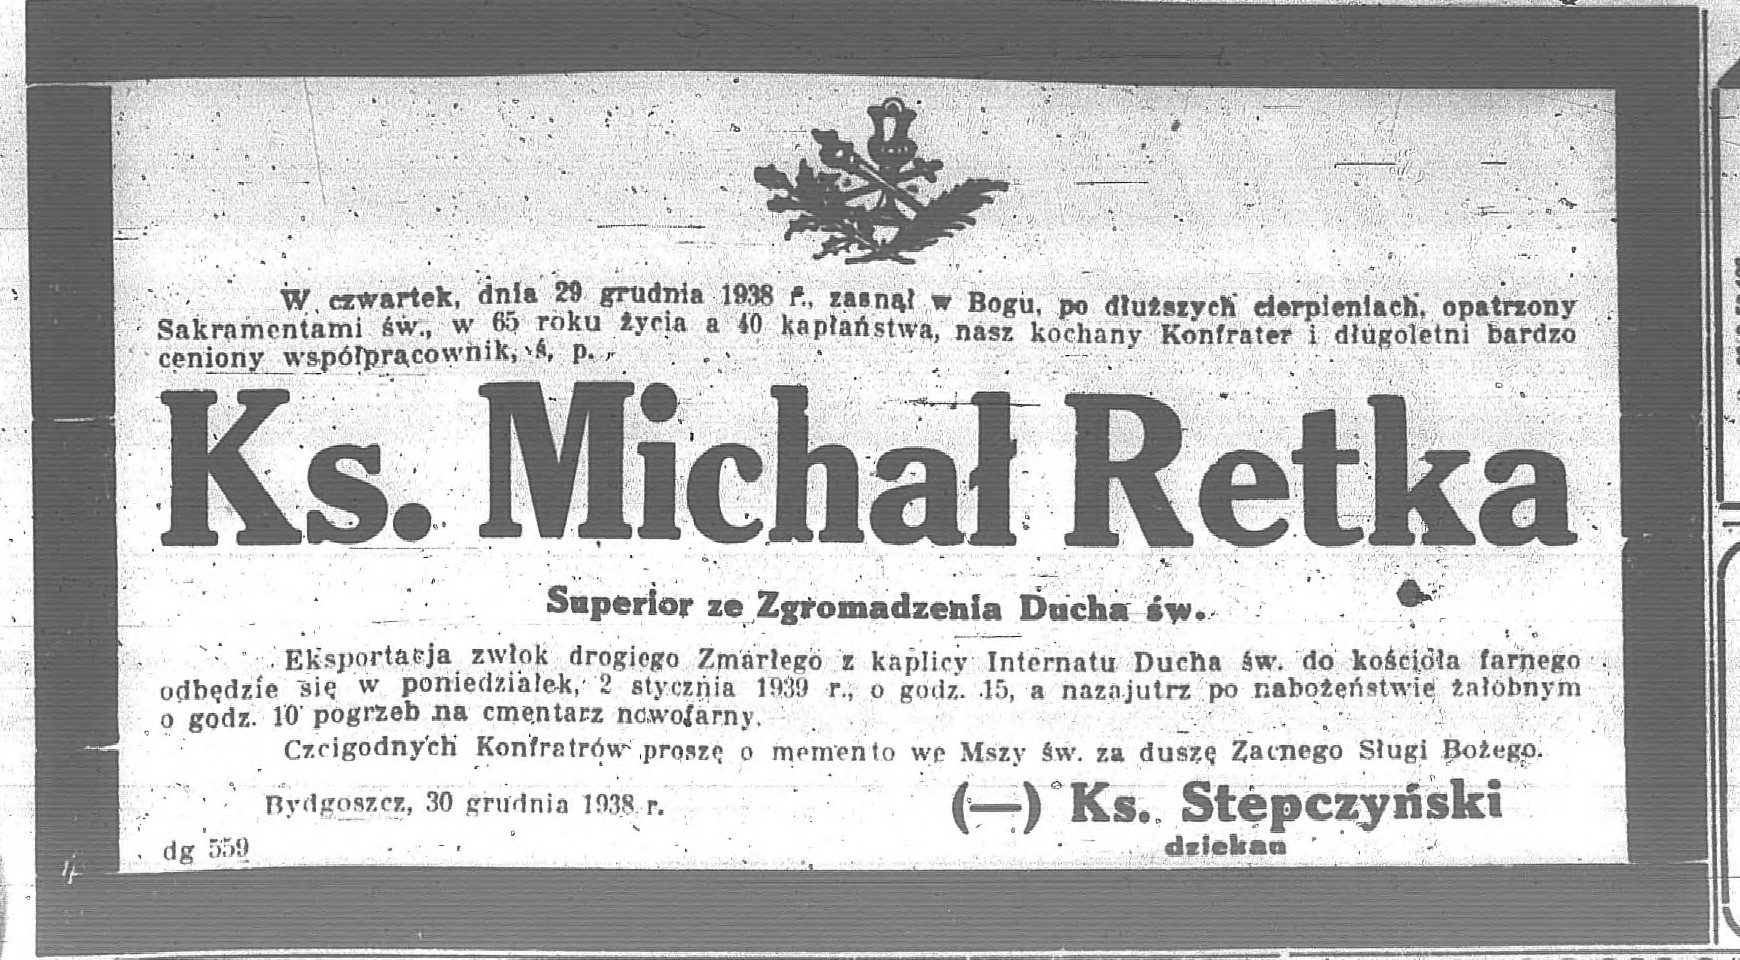 W czwartek, dnia 29 grudnia 1938 r., zasnął w Bogu, po dłuższych cierpieniach, opatrzony
Sakramentami św., w 65 roku życia a 40 kapłaństwa, nasz kochany Konfrater i długoletni bardzo
ceniony współpracownik, ś. p.
Ks. Michał Retka
Superior ze Zgromadzenia Ducha św.
Eksportacja zwłok drogiego Zmarłego z kaplicy Internatu Ducha św. do kościoła farnego
odbędzie się w poniedziałek, 2 stycznia 1939 r., o godz. 15, a nazajutrz po nabożeństwie żałobnym
o godz. 10 pogrzeb na cmentarz nowofarny.
Czcigodnych Konfratrów proszę o memento we Mszy św. za duszę Zacnego Sługi Bożego.
Bydgoszcz, 30 grudnia 1938 r.
(—) Ks. Stepczyński
dziekan
dg 559